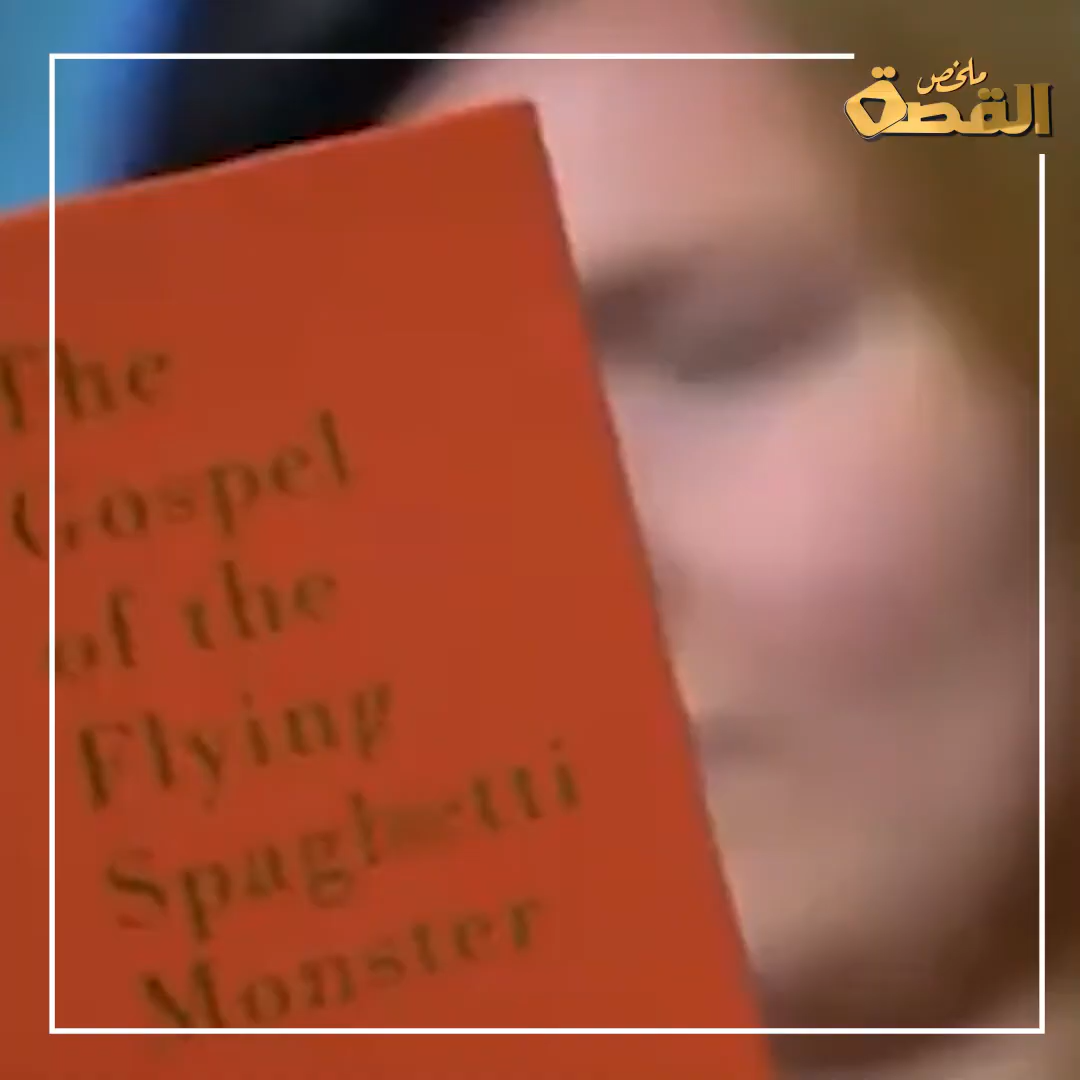 ملخص
القصة
The
Gospel
of the
Flying
Spaghetti
Monster